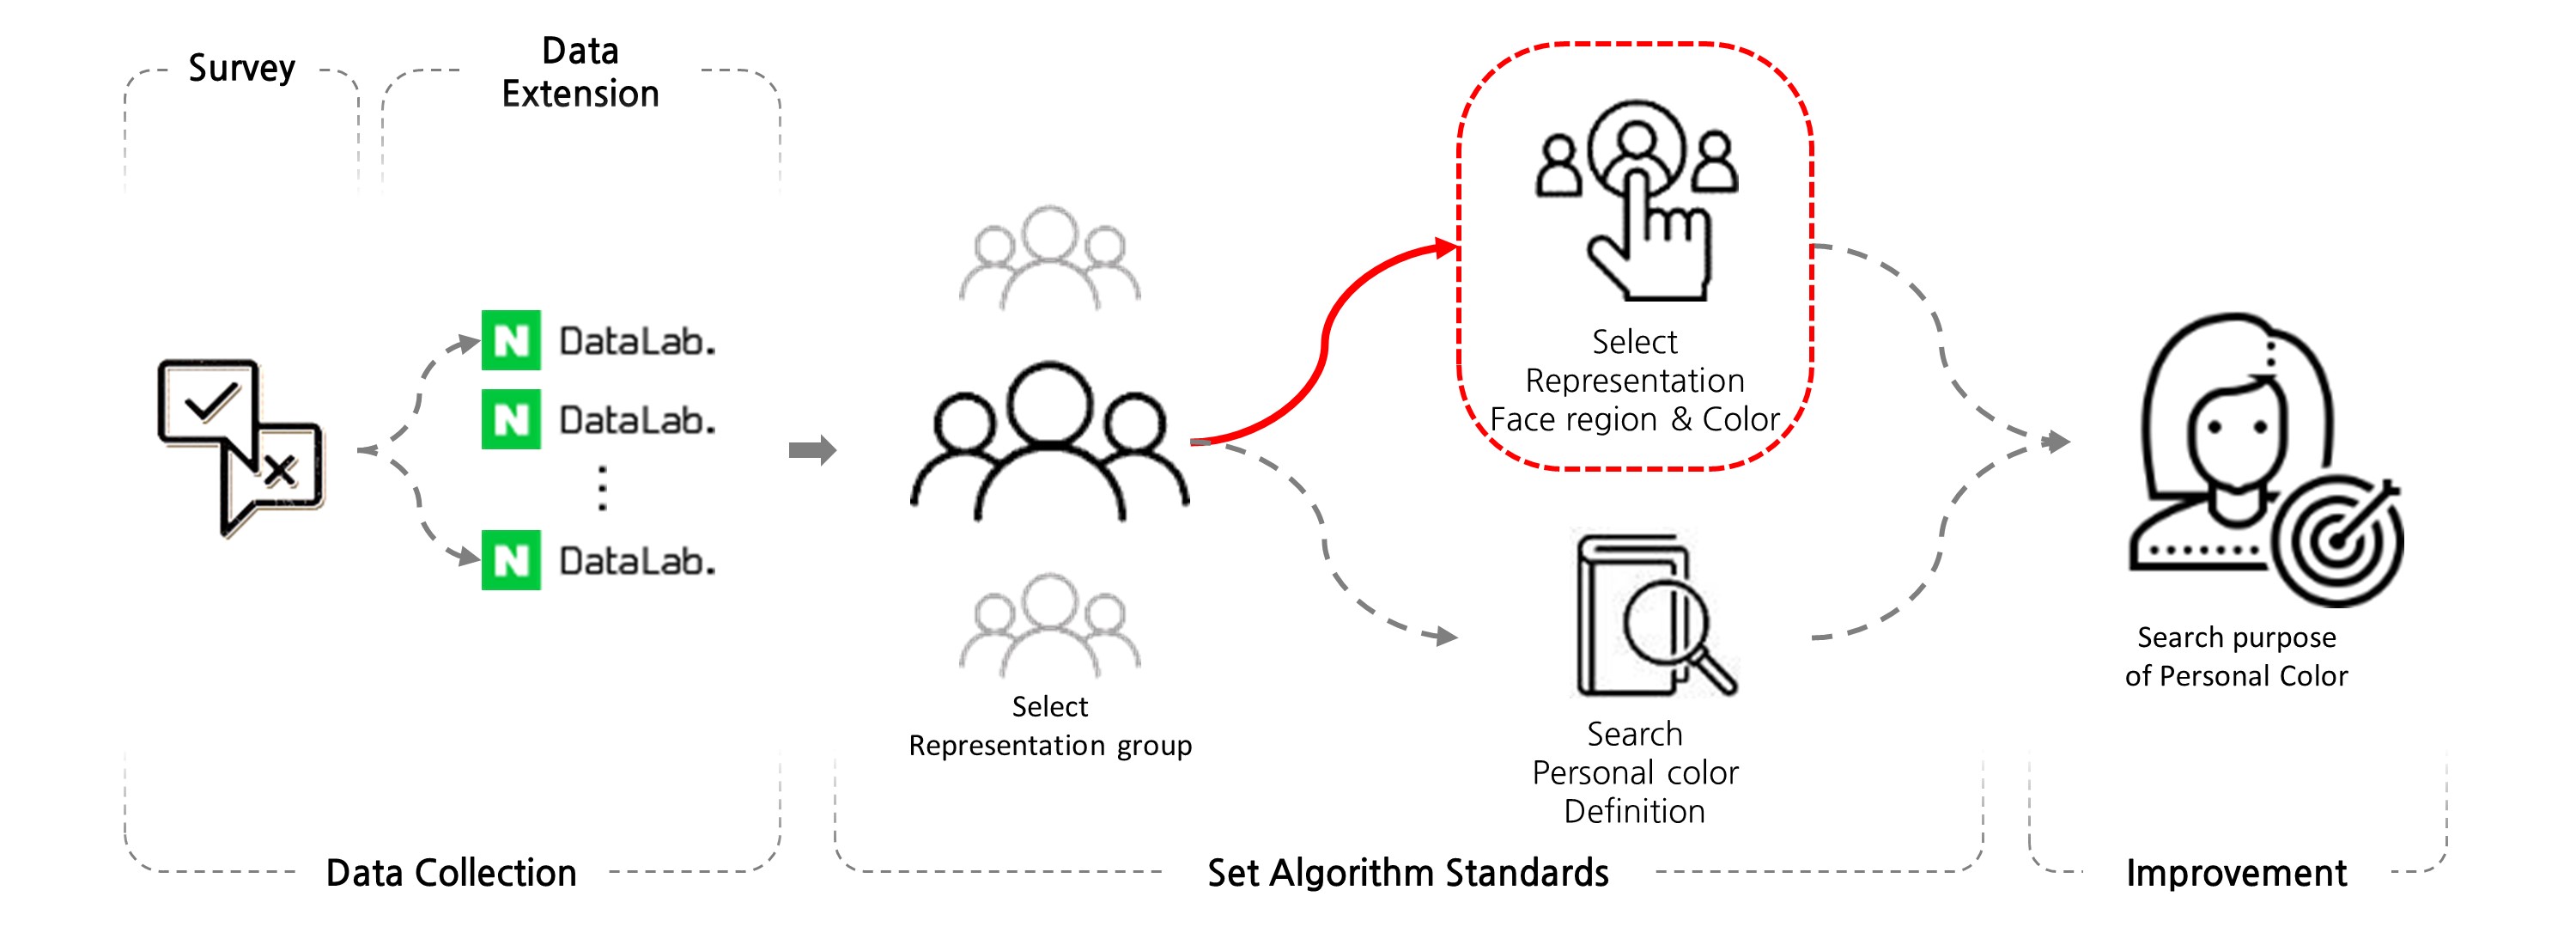 Survey
Data
Extension
N DataLab.
N DataLab.
N DataLab.
Select
Representation group
Select
Representation
Face region & Color
Search
Personal color
Definition
Search purpose
of Personal Color
Data Collection
Set Algorithm Standards
Improvement